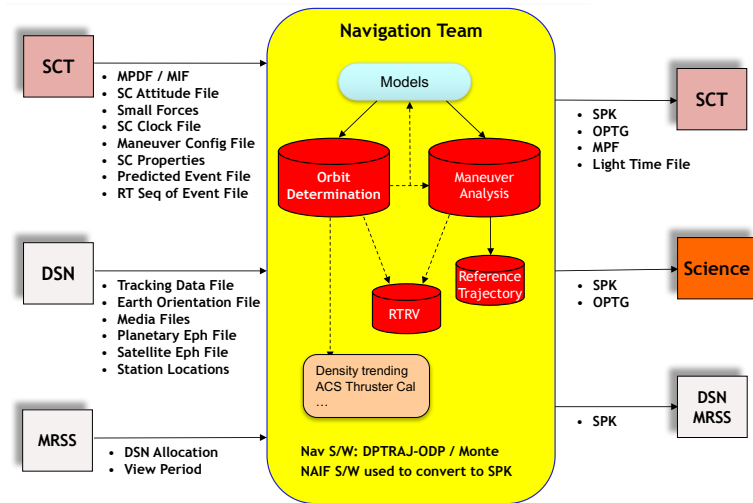 Navigation Team
SCT
• MPDF / MIF
• SC Attitude File
• Small Forces
• SC Clock File
• Maneuver Config File
• SC Properties
• Predicted Event File
• RT Seq of Event File
DSN
• Tracking Data File
• Earth Orientation File
• Media Files
• Planetary Eph File
• Satellite Eph File
• Station Locations
MRSS
• DSN Allocation
• View Period
Models
Orbit
Determination
Maneuver
Analysis
Reference
Trajectory
RTRV
Density trending
ACS Thruster Cal
...
Nav S/W: DPTRAJ-ODP / Monte
NAIF S/W used to convert to SPK
SCT
• SPK
• OPTG
• MPF
• Light Time File
Science
• SPK
• OPTG
DSN
MRSS
• SPK